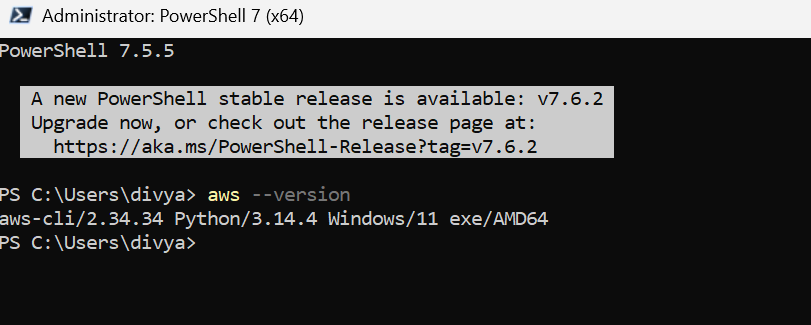 Administrator: PowerShell 7 (x64)
PowerShell 7.5.5
A new PowerShell stable release is available: v7.6.2
Upgrade now, or check out the release page at:
https://aka.ms/PowerShell-Release?tag=v7.6.2
PS C:\Users\divya> aws --version
aws-cli/2.34.34 Python/3.14.4 Windows/11 exe/AMD64
PS C:\Users\divya>